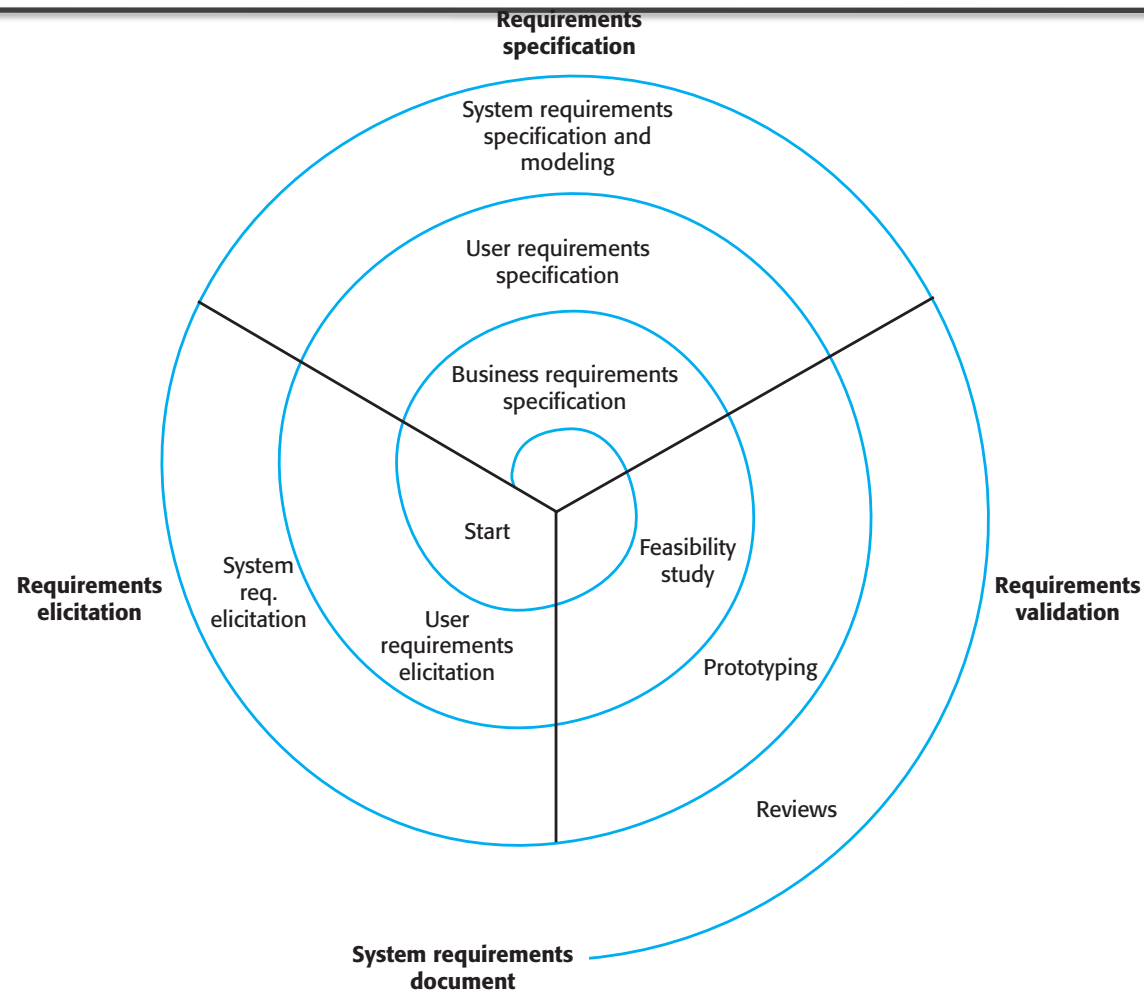 Requirements
specification
System requirements
specification and
modeling
User requirements
specification
Business requirements
specification
Start
Feasibility
study
System
req.
elicitation
Requirements
elicitation
Requirements
validation
User
requirements
elicitation
Prototyping
Reviews
System requirements
document